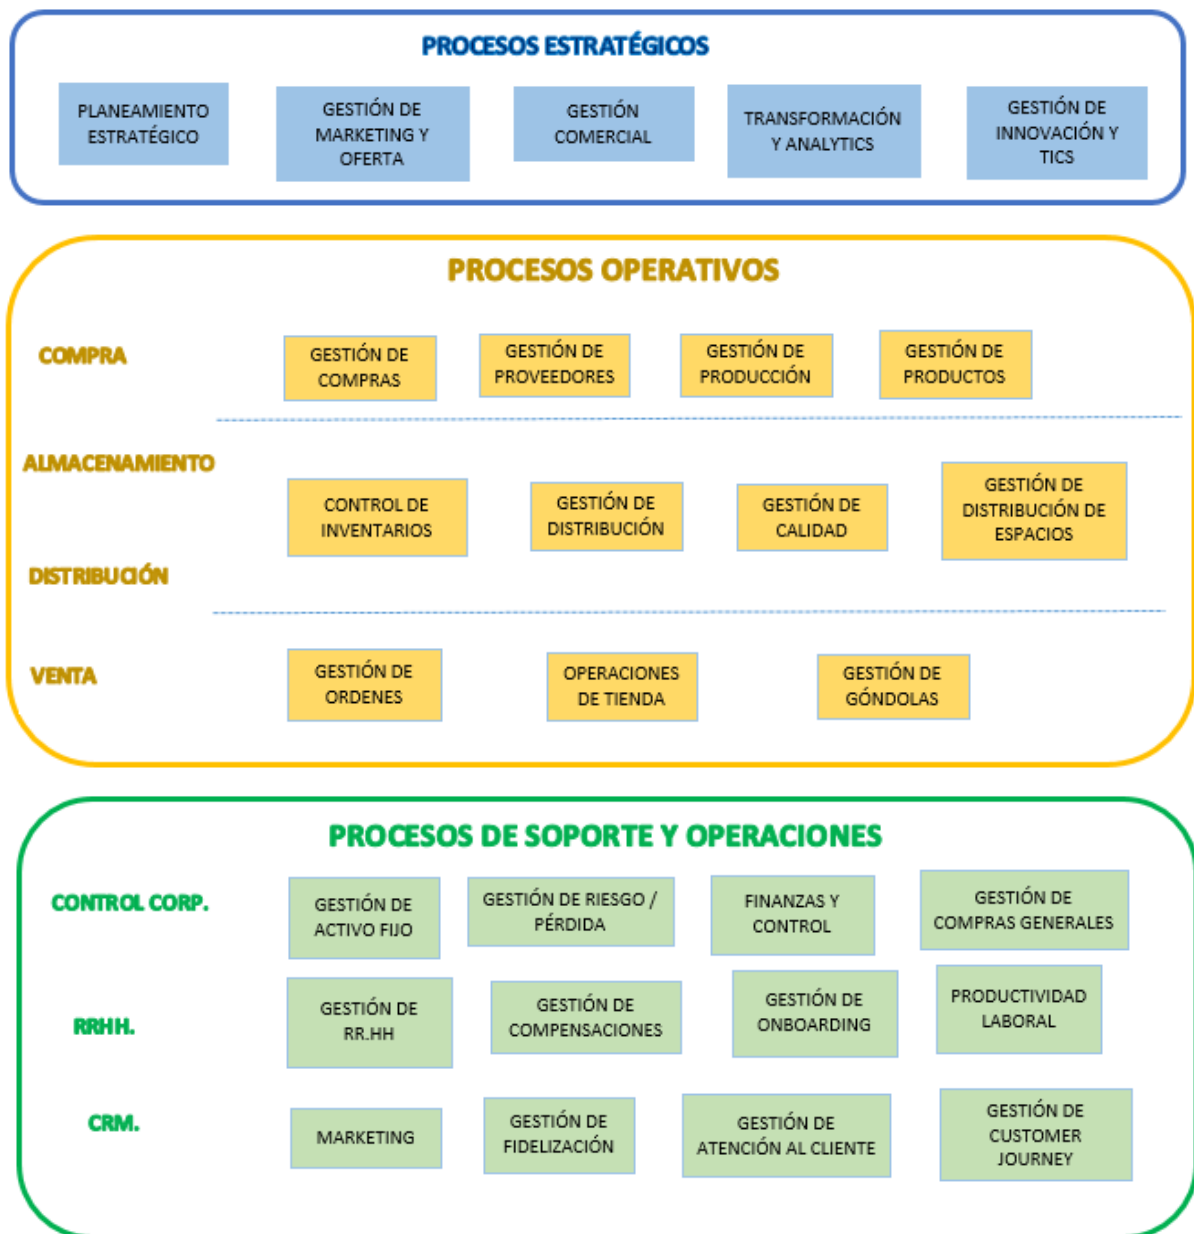 PROCESOS ESTRATÉGICOS
PLANEAMIENTO
ESTRATÉGICO
GESTIÓN DE
MARKETING Y
OFERTA
GESTIÓN
COMERCIAL
TRANSFORMACIÓN
Y ANALYTICS
GESTIÓN DE
INNOVACIÓN Y
TICS
PROCESOS OPERATIVOS
COMPRA
GESTIÓN DE
COMPRAS
GESTIÓN DE
PROVEEDORES
GESTIÓN DE
PRODUCCIÓN
GESTIÓN DE
PRODUCTOS
ALMACENAMIENTO
CONTROL DE
INVENTARIOS
GESTIÓN DE
DISTRIBUCIÓN
GESTIÓN DE
CALIDAD
GESTIÓN DE
DISTRIBUCIÓN DE
ESPACIOS
DISTRIBUCIÓN
VENTA
GESTIÓN DE
ORDENES
OPERACIONES
DE TIENDA
GESTIÓN DE
GÓNDOLAS
PROCESOS DE SOPORTE Y OPERACIONES
CONTROL CORP.
GESTIÓN DE
ACTIVO FIJO
GESTIÓN DE RIESGO /
PÉRDIDA
FINANZAS Y
CONTROL
GESTIÓN DE
COMPRAS GENERALES
RRHH.
GESTIÓN DE
RR.HH
GESTIÓN DE
COMPENSACIONES
GESTIÓN DE
ONBOARDING
PRODUCTIVIDAD
LABORAL
CRM.
MARKETING
GESTIÓN DE
FIDELIZACIÓN
GESTIÓN DE
ATENCIÓN AL CLIENTE
GESTIÓN DE
CUSTOMER
JOURNEY